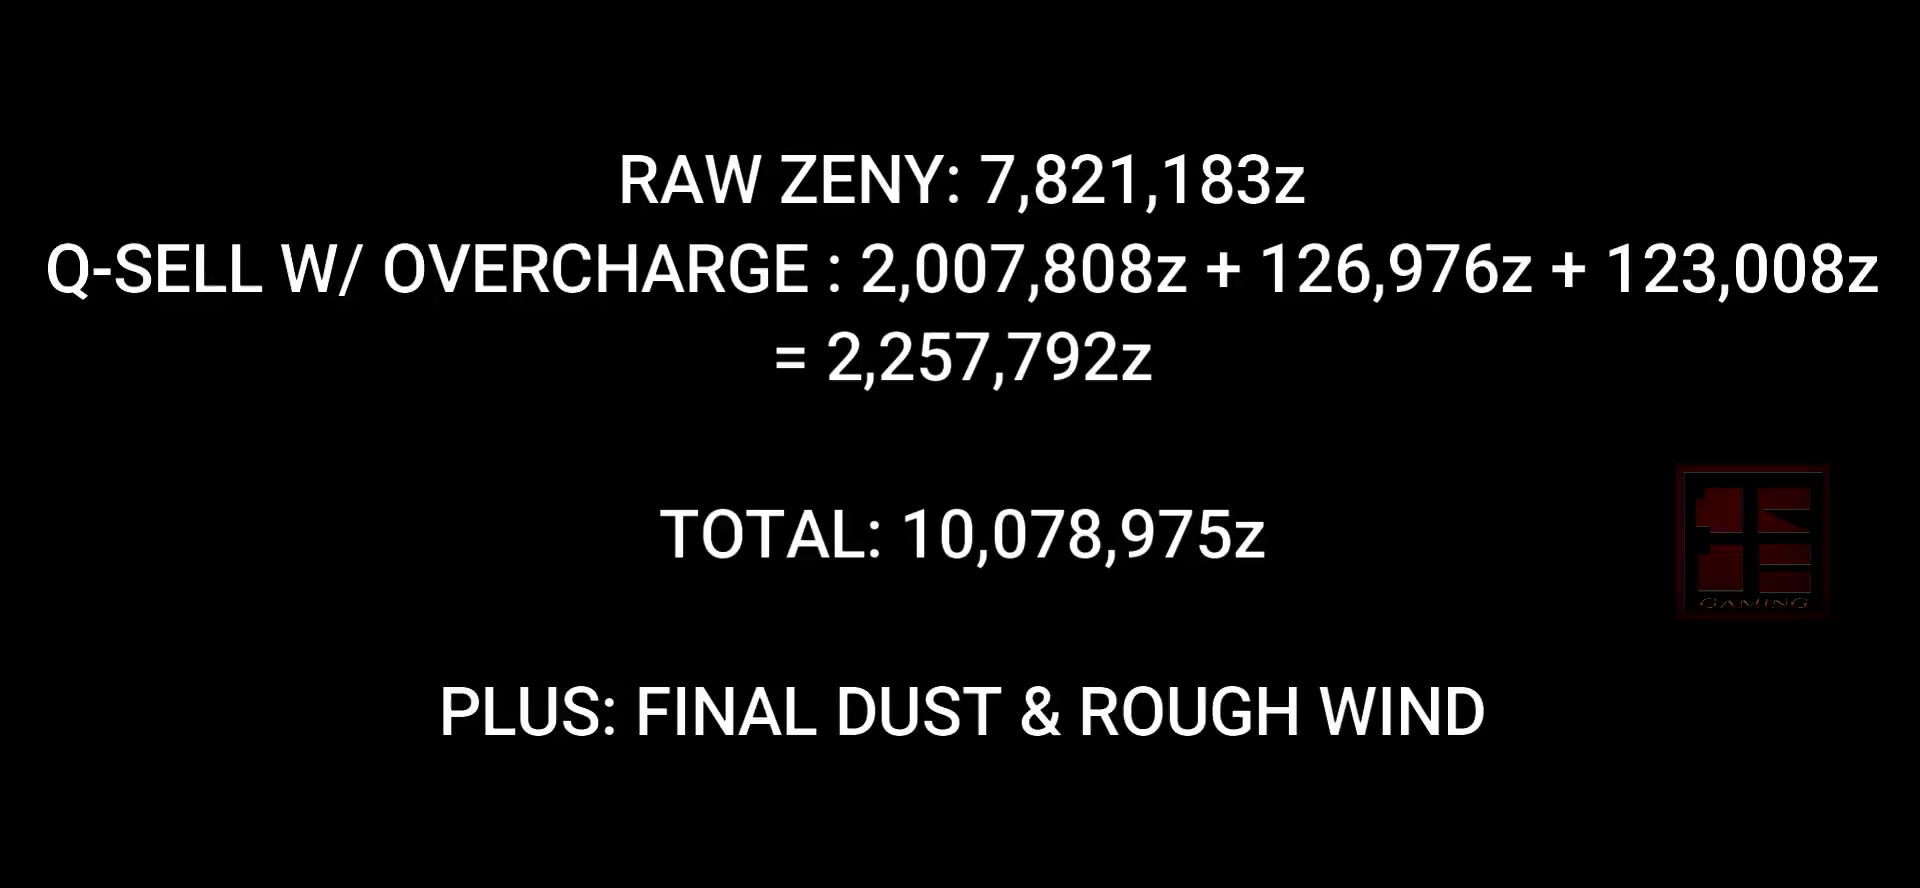 RAW ZENY: 7,821,183z
Q-SELL W/ OVERCHARGE : 2,007,808z + 126,976z + 123,008z
= 2,257,792z
TOTAL: 10,078,975z
GAMING
PLUS: FINAL DUST & ROUGH WIND